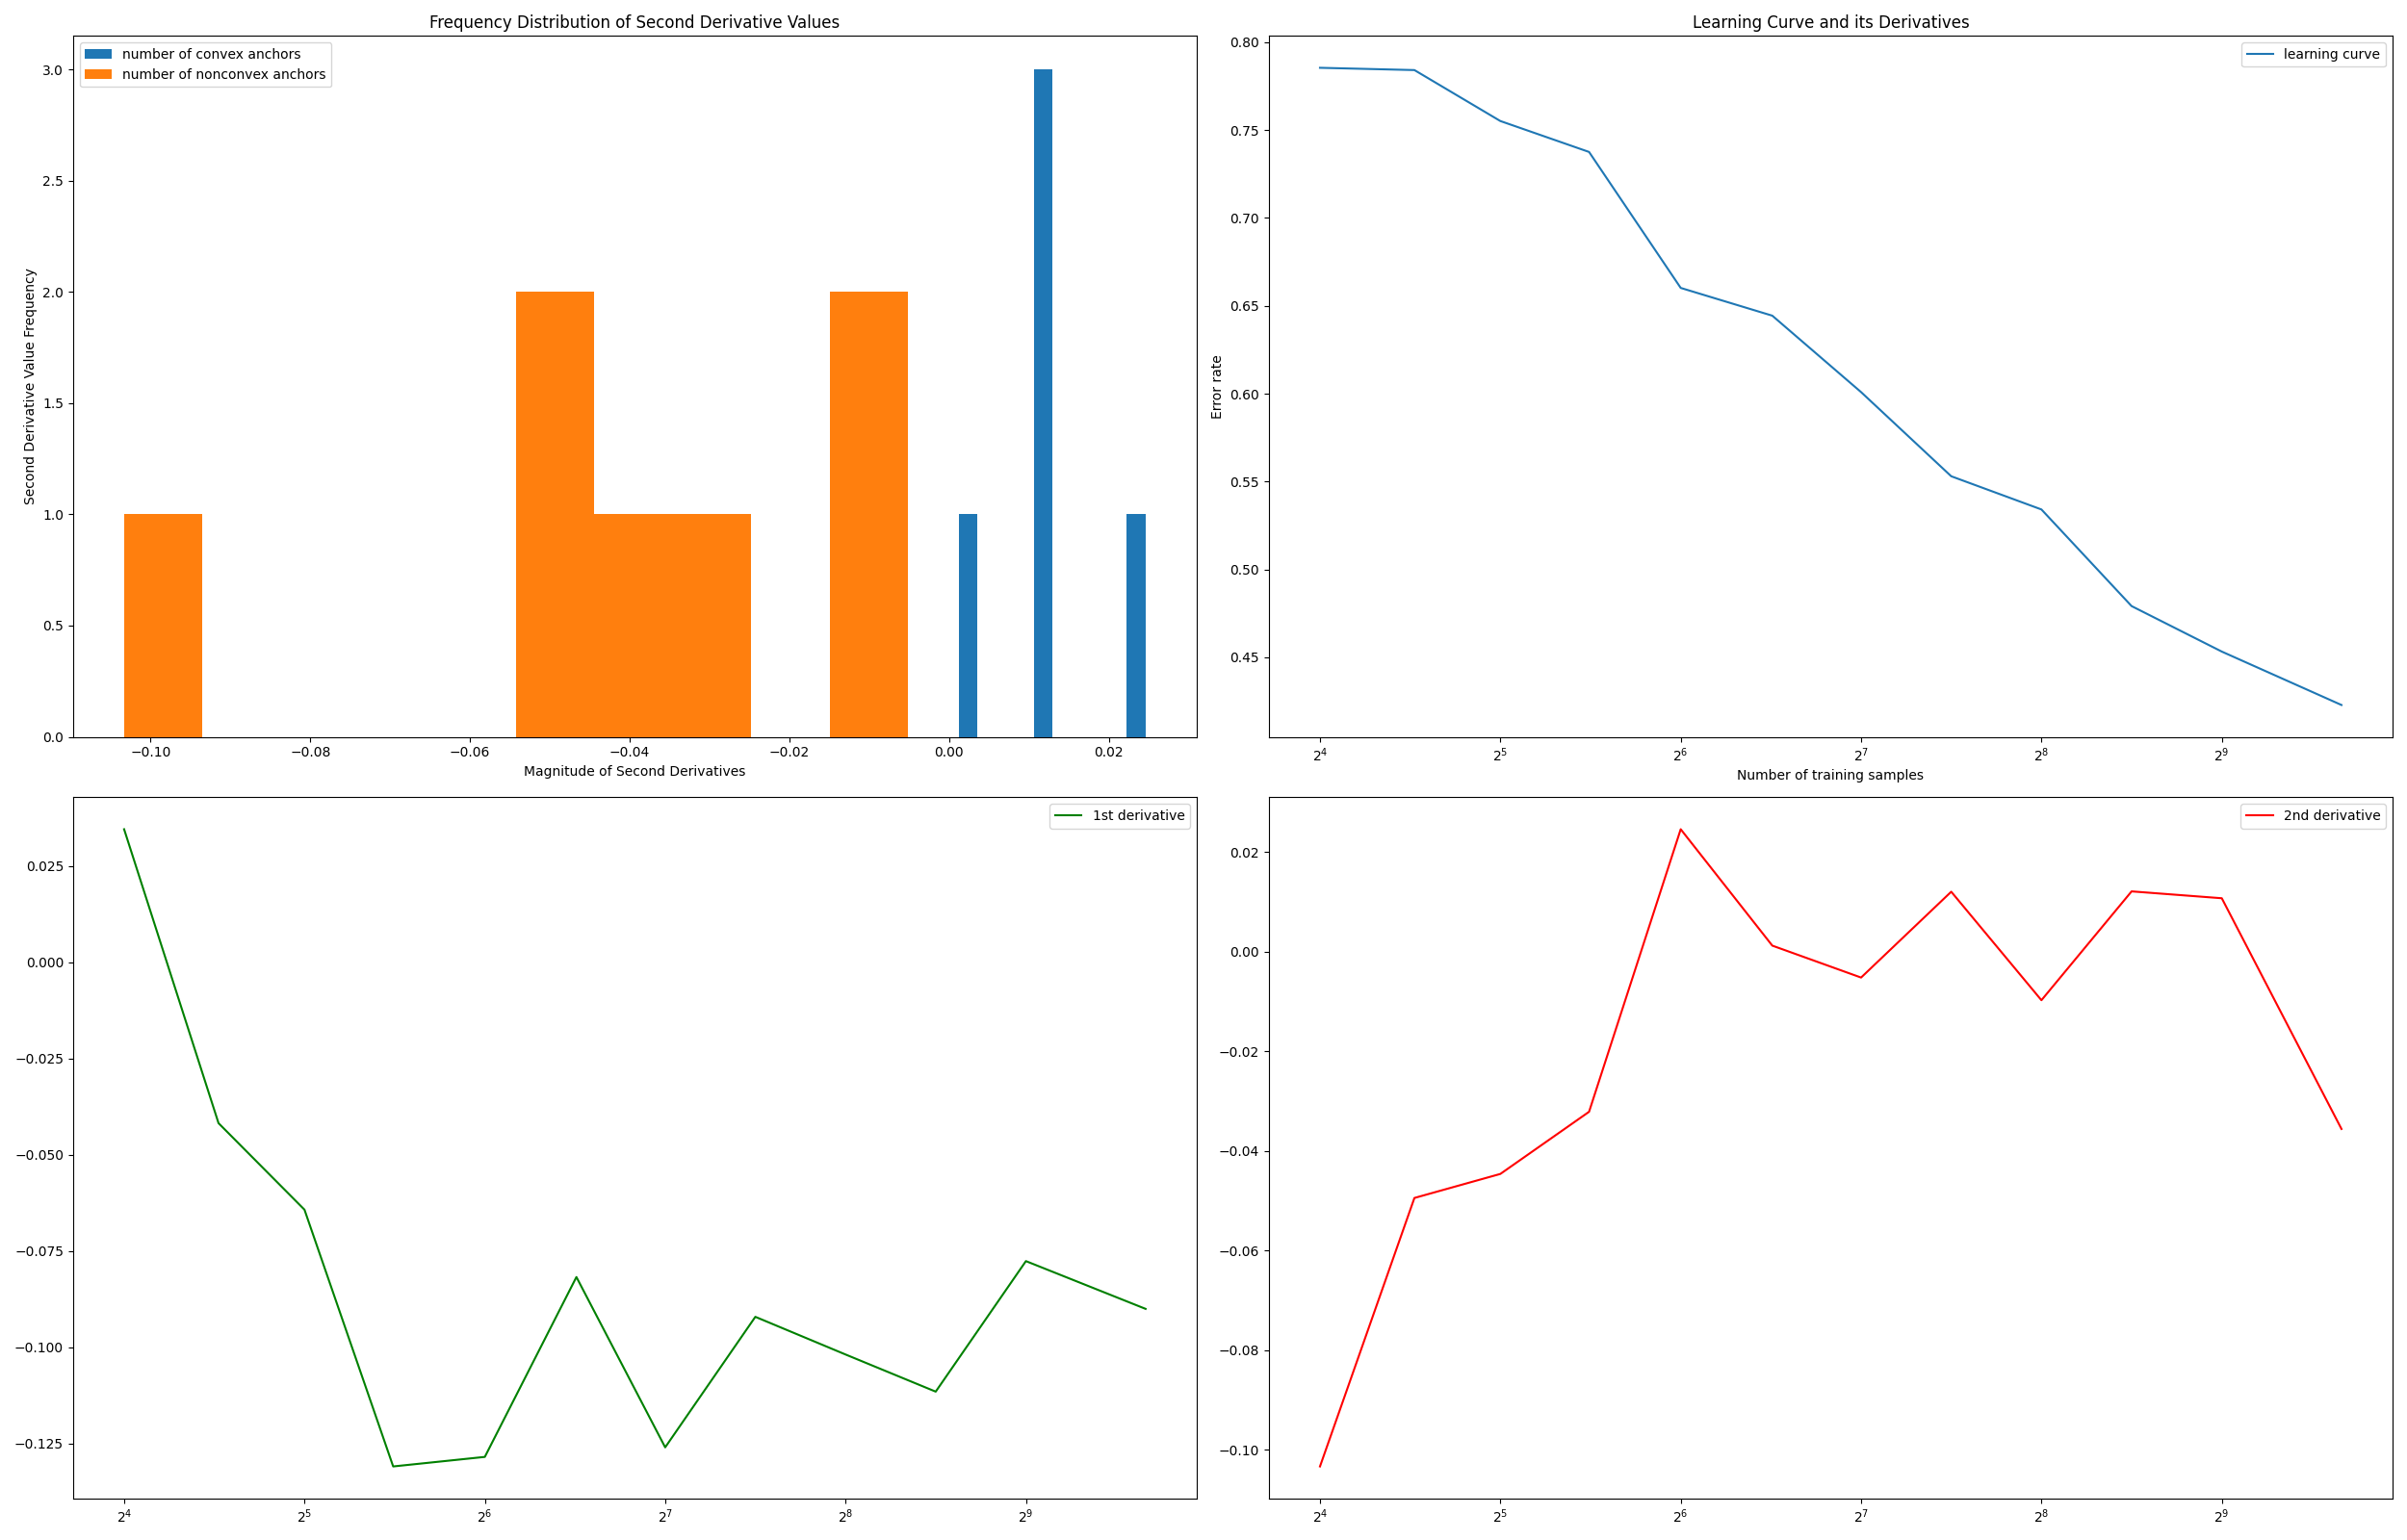 Frequency Distribution of Second Derivative Values
number of convex anchors
number of nonconvex anchors
3.0
2.5
2.0
1.5
1.0
0.5
0.0
Second Derivative Value Frequency
−0.10 −0.08 −0.06 −0.04 −0.02 0.00 0.02
Magnitude of Second Derivatives
Learning Curve and its Derivatives
learning curve
0.80
0.75
0.70
0.65
0.60
0.55
0.50
0.45
Error rate
2⁴ 2⁵ 2⁶ 2⁷ 2⁸ 2⁹
Number of training samples
1st derivative
0.025
0.000
−0.025
−0.050
−0.075
−0.100
−0.125
2⁴ 2⁵ 2⁶ 2⁷ 2⁸ 2⁹
2nd derivative
0.02
0.00
−0.02
−0.04
−0.06
−0.08
−0.10
2⁴ 2⁵ 2⁶ 2⁷ 2⁸ 2⁹